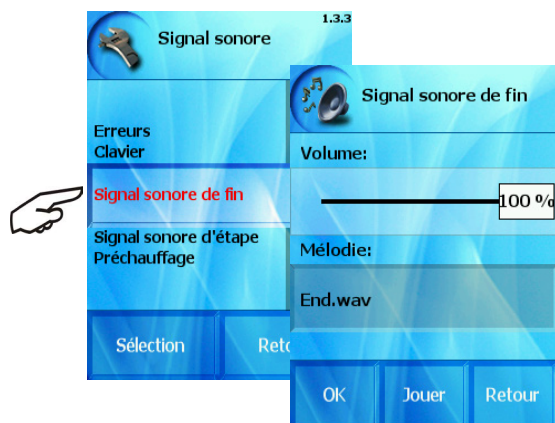 1.3.3
Signal sonore
Erreurs
Clavier
Signal sonore de fin
Signal sonore d'étape
Préchauffage
Sélection
Signal sonore de fin
Volume:
100 %
Mélodie:
End.wav
OK
Jouer
Retour